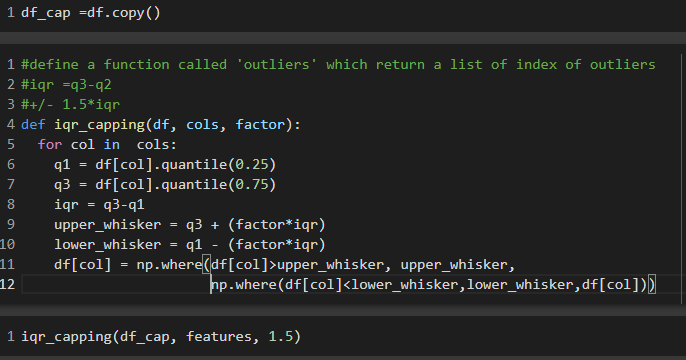 1 df_cap =df.copy()
1 #define a function called 'outliers' which return a list of index of outliers
2 #iqr =q3-q2
3 #+/- 1.5*iqr
4 def iqr_capping(df, cols, factor):
5   for col in  cols:
6     q1 = df[col].quantile(0.25)
7     q3 = df[col].quantile(0.75)
8     iqr = q3-q1
9     upper_whisker = q3 + (factor*iqr)
10     lower_whisker = q1 - (factor*iqr)
11     df[col] = np.where(df[col]>upper_whisker, upper_whisker,
12                        np.where(df[col]<lower_whisker,lower_whisker,df[col]))
1 iqr_capping(df_cap, features, 1.5)